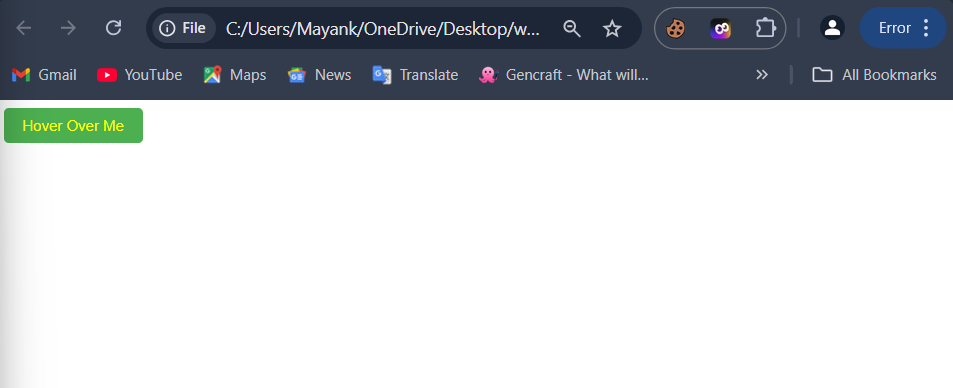 File C:/Users/Mayank/OneDrive/Desktop/w... Error
Gmail YouTube Maps News Translate Gencraft - What will... All Bookmarks
Hover Over Me